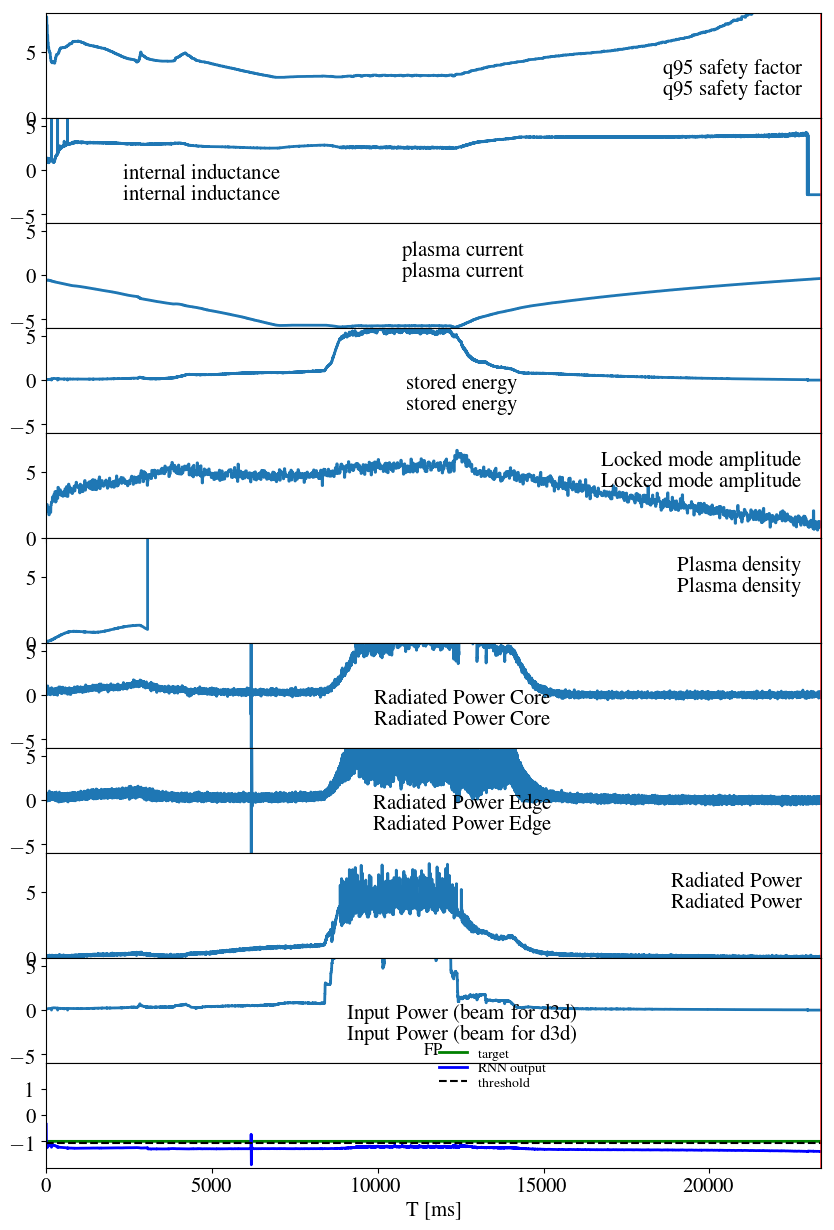 5
q95 safety factor
q95 safety factor
0
5
0
internal inductance
internal inductance
−5
5
plasma current
0
plasma current
−5
5
0
stored energy
stored energy
−5
Locked mode amplitude
5
Locked mode amplitude
0
Plasma density
5
Plasma density
0
5
0
Radiated Power Core
Radiated Power Core
−5
5
0
Radiated Power Edge
Radiated Power Edge
−5
Radiated Power
5
Radiated Power
0
5
0
Input Power (beam for d3d)
Input Power (beam for d3d)
−5
FP
target
RNN output
threshold
1
0
−1
0 5000 10000 15000 20000
T [ms]